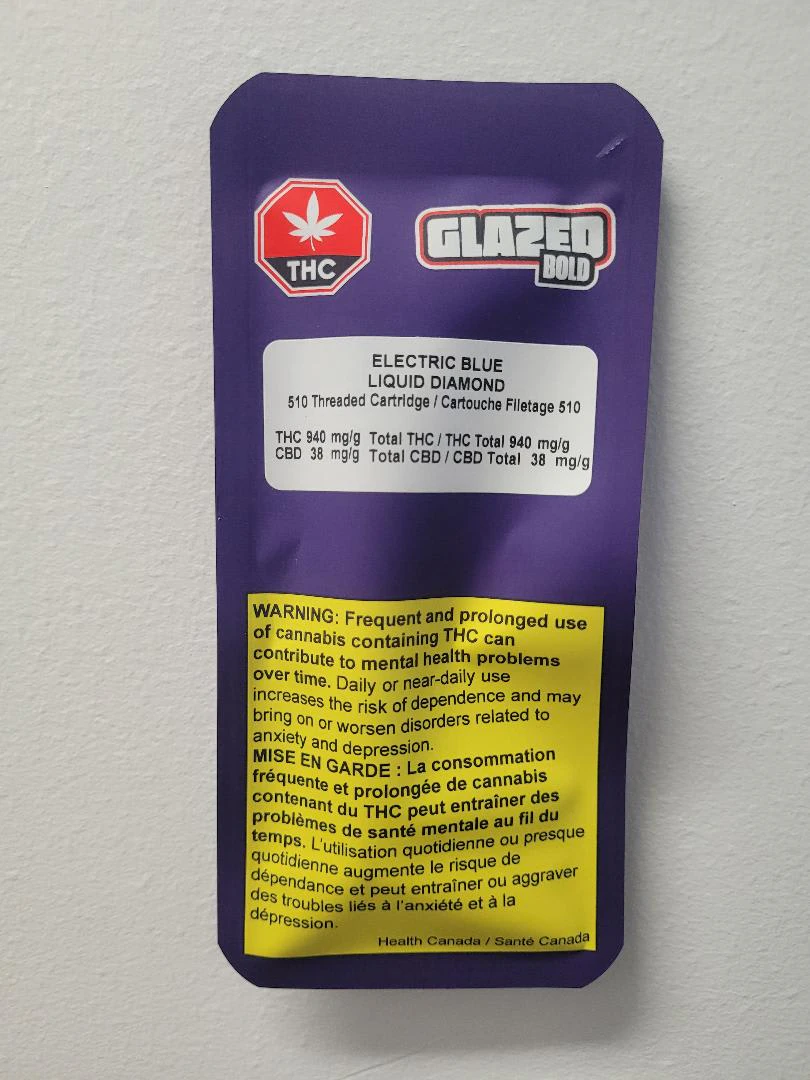 THC
GLAZED
BOLD
ELECTRIC BLUE
LIQUID DIAMOND
510 Threaded Cartridge / Cartouche Filetage 510
THC 940 mg/g Total THC / THC Total 940 mg/g
CBD 38 mg/g Total CBD / CBD Total 38 mg/g
WARNING: Frequent and prolonged use
of cannabis containing THC can
contribute to mental health problems
over time. Daily or near-daily use
increases the risk of dependence and may
bring on or worsen disorders related to
anxiety and depression.
MISE EN GARDE : La consommation
fréquente et prolongée de cannabis
contenant du THC peut entraîner des
problèmes de santé mentale au fil du
temps. L'utilisation quotidienne ou presque
quotidienne augmente le risque de
dépendance et peut entraîner ou aggraver
des troubles liés à l'anxiété et à la
dépression.
Health Canada / Santé Canada